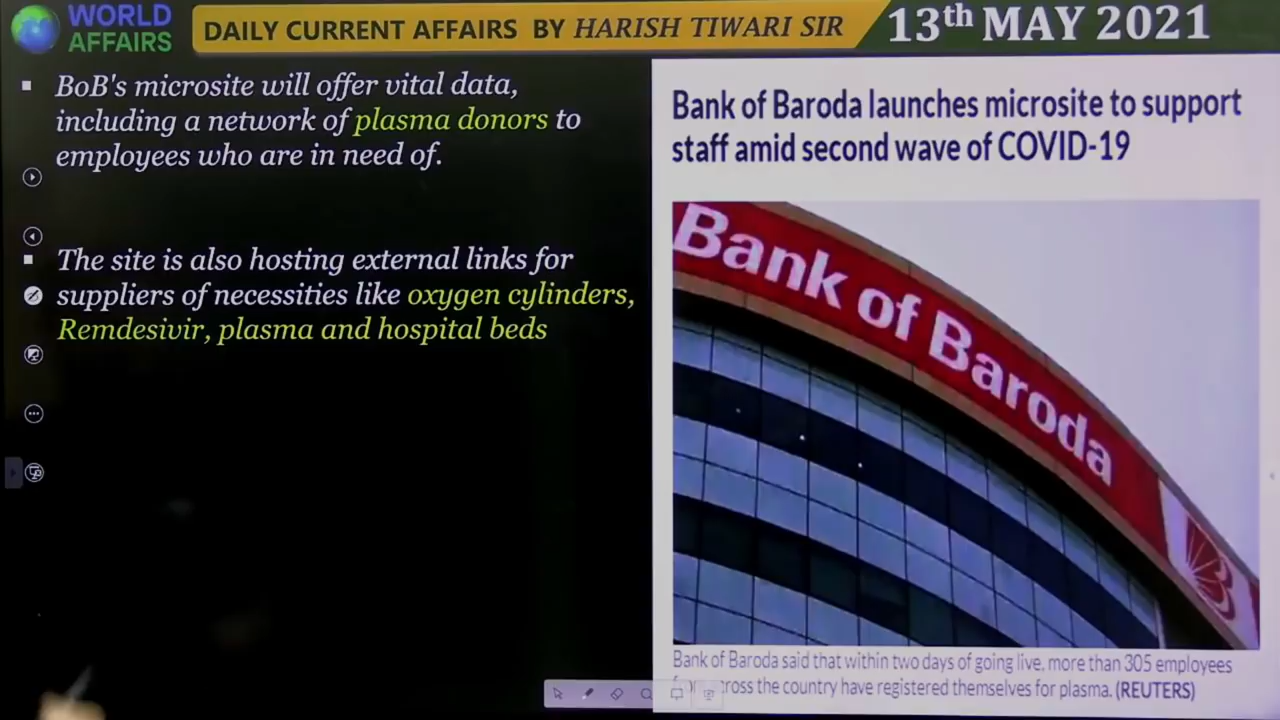 WORLD
AFFAIRS
DAILY CURRENT AFFAIRS BY HARISH TIWARI SIR
13th MAY 2021
BoB's microsite will offer vital data,
including a network of plasma donors to
employees who are in need of.
The site is also hosting external links for
suppliers of necessities like oxygen cylinders,
Remdesivir, plasma and hospital beds
Bank of Baroda launches microsite to support
staff amid second wave of COVID-19
Bank of Baroda
Bank of Baroda said that within two days of going live, more than 305 employees
the country have registered themselves for plasma. (REUTERS)